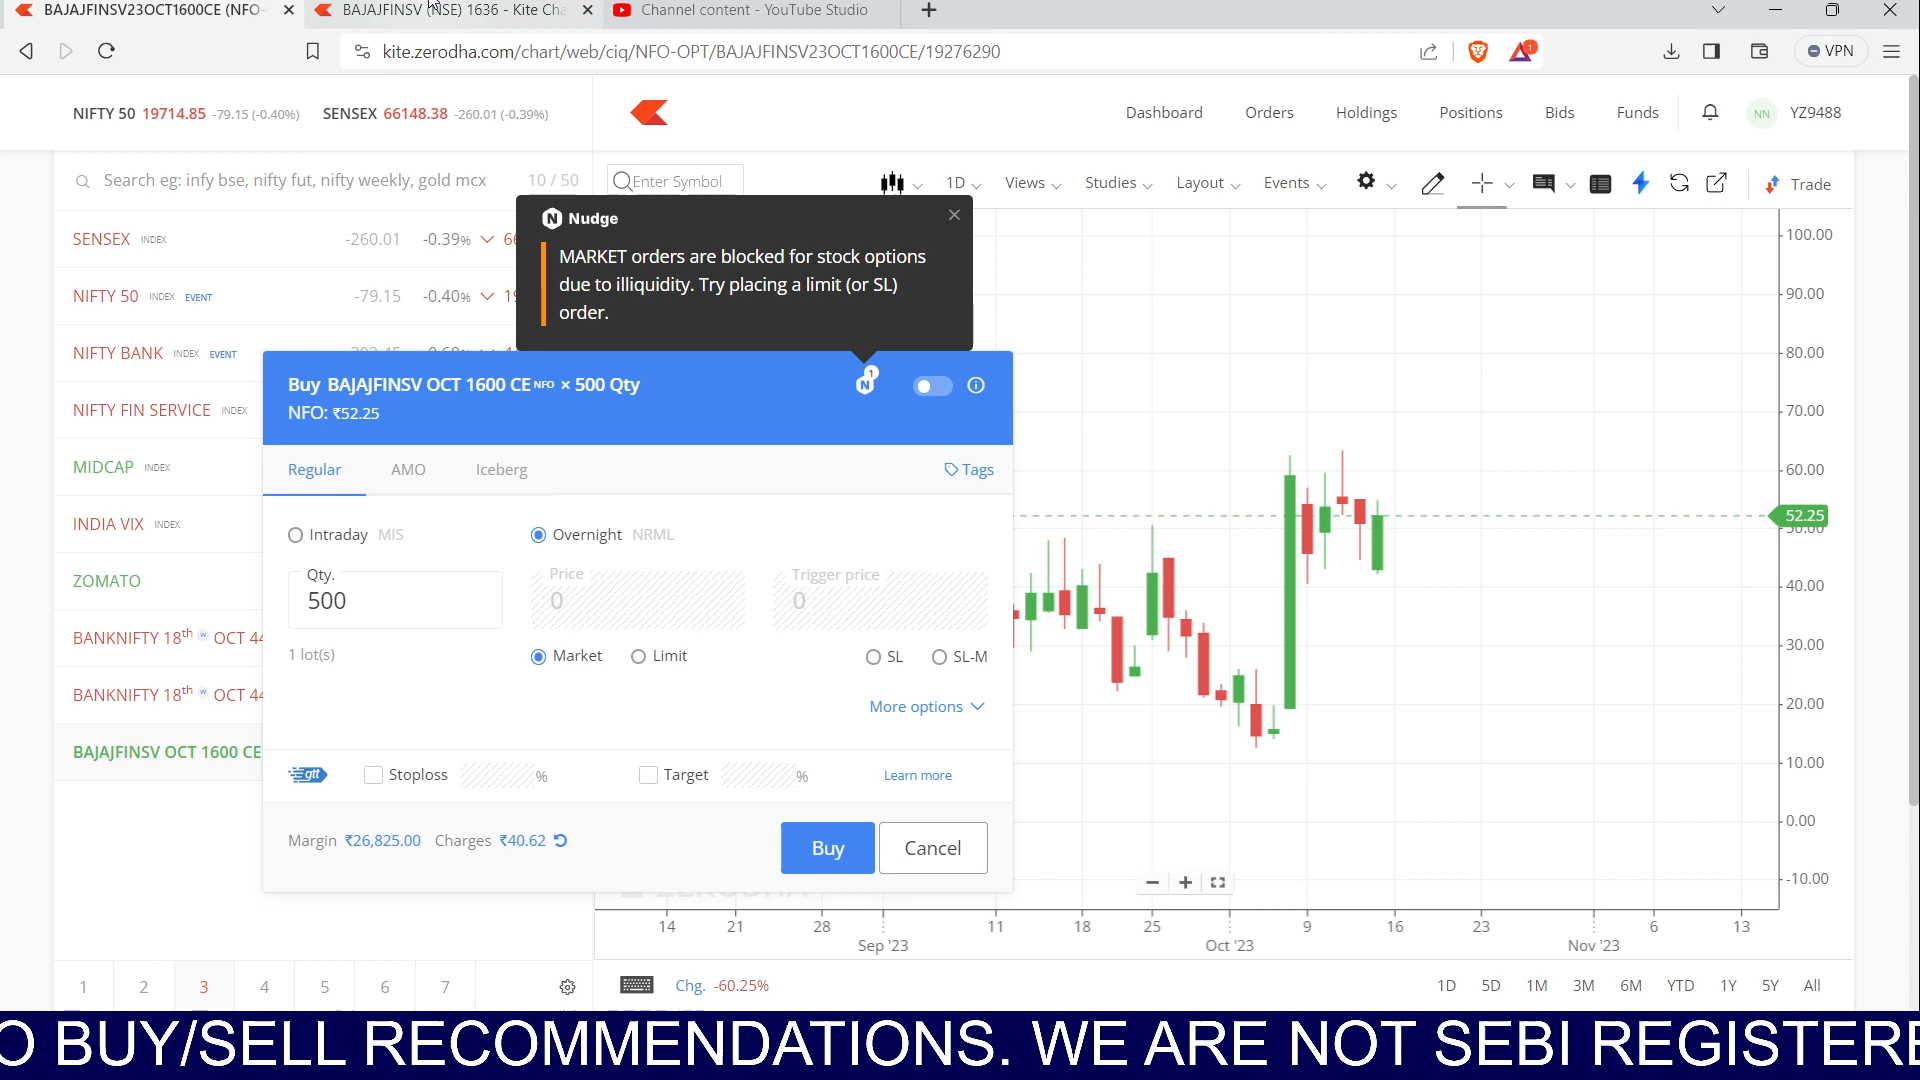 BAJAJFINSV23OCT1600CE (NFO-
BAJAJFINSV (NSE) 1636 - Kite Cha
Channel content - YouTube Studio
kite.zerodha.com/chart/web/ciq/NFO-OPT/BAJAJFINSV23OCT1600CE/19276290
1
VPN
NIFTY 50 19714.85 -79.15 (-0.40%) SENSEX 66148.38 -260.01 (-0.39%)
Dashboard Orders Holdings Positions Bids Funds NN YZ9488
Search eg: infy bse, nifty fut, nifty weekly, gold mcx 10 / 50
Enter Symbol 1D Views Studies Layout Events Trade
SENSEX INDEX -260.01 -0.39% 66
NIFTY 50 INDEX EVENT -79.15 -0.40% 19
NIFTY BANK INDEX EVENT
NIFTY FIN SERVICE INDEX
MIDCAP INDEX
INDIA VIX INDEX
ZOMATO
BANKNIFTY 18th w OCT 44
BANKNIFTY 18th w OCT 44
BAJAJFINSV OCT 1600 CE
Nudge
MARKET orders are blocked for stock options
due to illiquidity. Try placing a limit (or SL)
order.
Buy BAJAJFINSV OCT 1600 CE NFO × 500 Qty
N 1
NFO: ₹52.25
Regular AMO Iceberg Tags
Intraday MIS Overnight NRML
Qty. Price Trigger price
500 0 0
1 lot(s) Market Limit SL SL-M
More options
gtt Stoploss % Target % Learn more
Margin ₹26,825.00 Charges ₹40.62
Buy Cancel
100.00
90.00
80.00
70.00
60.00
52.25
50.00
40.00
30.00
20.00
10.00
0.00
-10.00
14 21 28 11 18 25 9 16 23 6 13
Sep '23 Oct '23 Nov '23
1 2 3 4 5 6 7
Chg. -60.25%
1D 5D 1M 3M 6M YTD 1Y 5Y All
O BUY/SELL RECOMMENDATIONS. WE ARE NOT SEBI REGISTERE